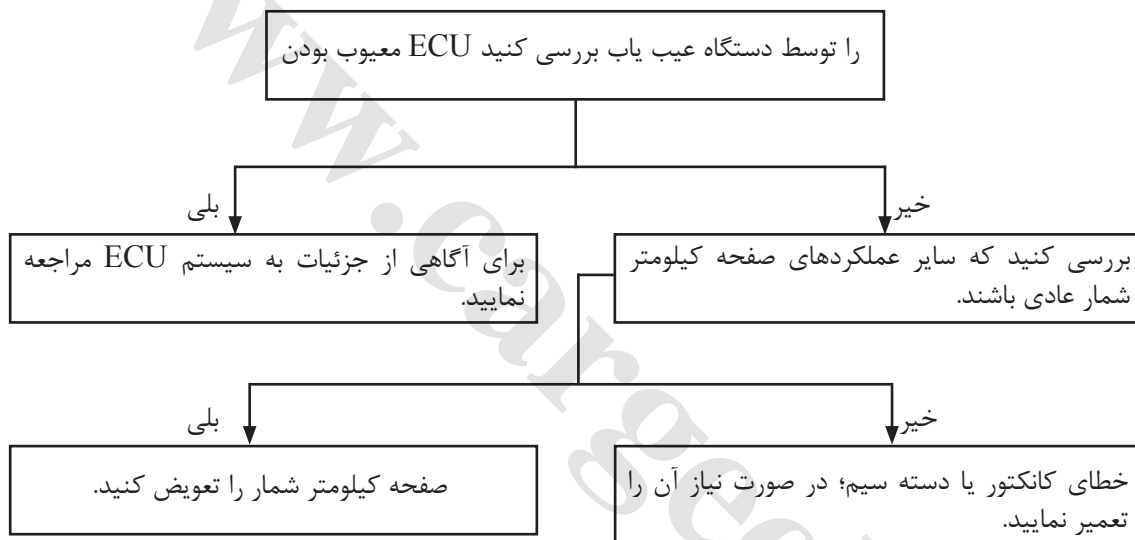 را توسط دستگاه عیب یاب بررسی کنید ECU معیوب بودن
خیر
بلی
بررسی کنید که سایر عملکردهای صفحه کیلومتر
شمار عادی باشند.
برای آگاهی از جزئیات به سیستم ECU مراجعه
نمایید.
خیر
بلی
خطای کانکتور یا دسته سیم؛ در صورت نیاز آن را
تعمیر نمایید.
صفحه کیلومتر شمار را تعویض کنید.